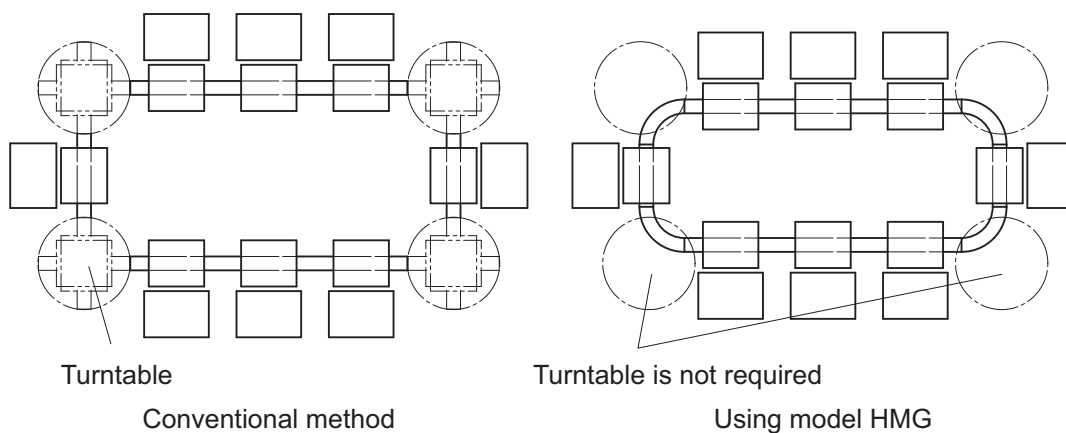 Turntable
Turntable is not required
Conventional method
Using model HMG